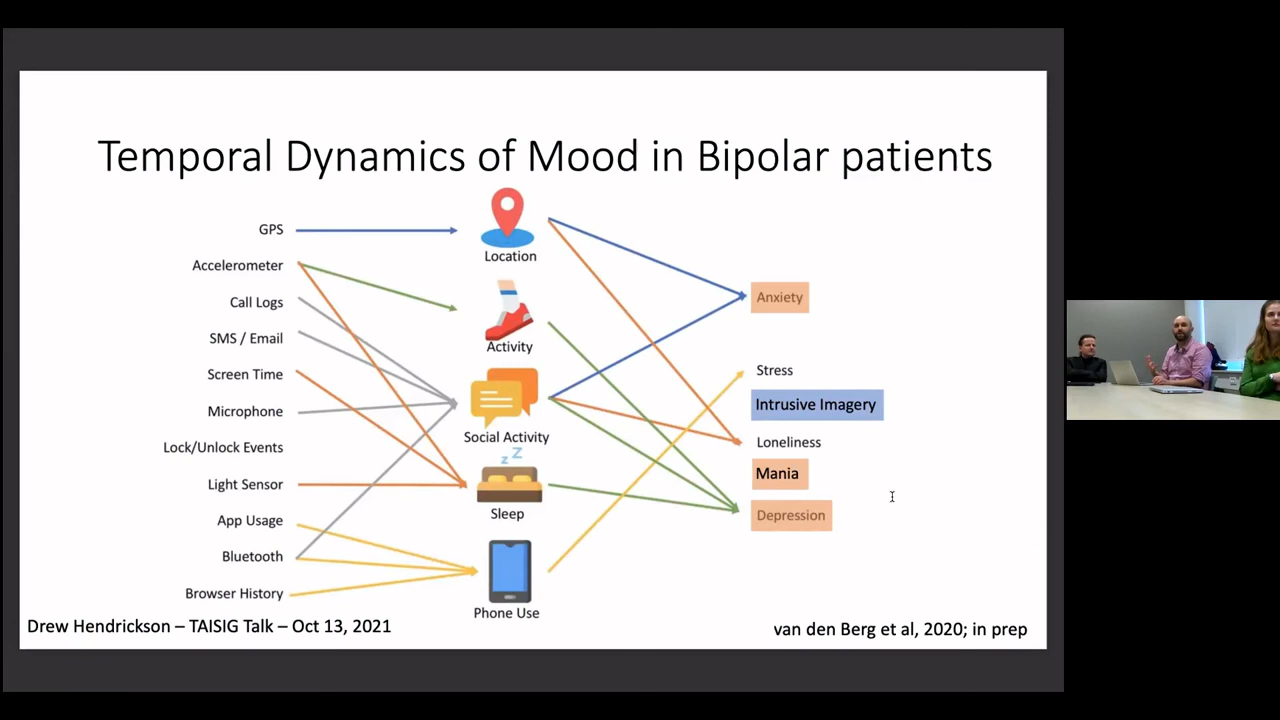 Temporal Dynamics of Mood in Bipolar patients
GPS
Accelerometer
Call Logs
SMS / Email
Screen Time
Microphone
Lock/Unlock Events
Light Sensor
App Usage
Bluetooth
Browser History
Location
Activity
Social Activity
z Z
Sleep
Phone Use
Anxiety
Stress
Intrusive Imagery
Loneliness
Mania
Depression
Drew Hendrickson – TAISIG Talk – Oct 13, 2021
van den Berg et al, 2020; in prep